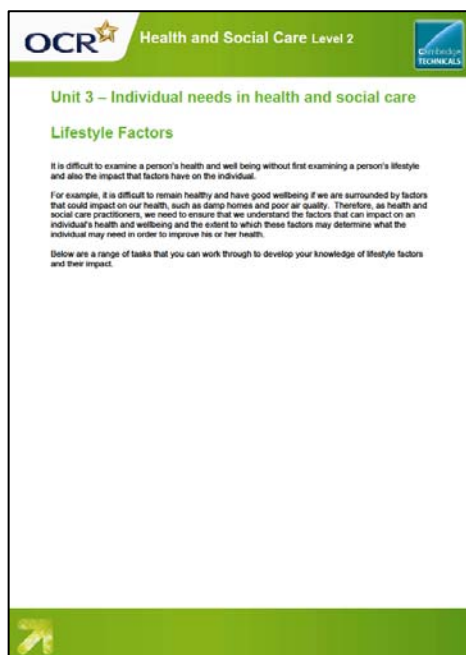 OCR
Health and Social Care Level 2
Cambridge
TECHNICALS
Unit 3 – Individual needs in health and social care
Lifestyle Factors
It is difficult to examine a person's health and well being without first examining a person's lifestyle
and also the impact that factors have on the individual.
For example, it is difficult to remain healthy and have good wellbeing if we are surrounded by factors
that could impact on our health, such as damp homes and poor air quality. Therefore, as health and
social care practitioners, we need to ensure that we understand the factors that can impact on an
individual's health and wellbeing and the extent to which these factors may determine what the
individual may need in order to improve his or her health.
Below are a range of tasks that you can work through to develop your knowledge of lifestyle factors
and their impact.